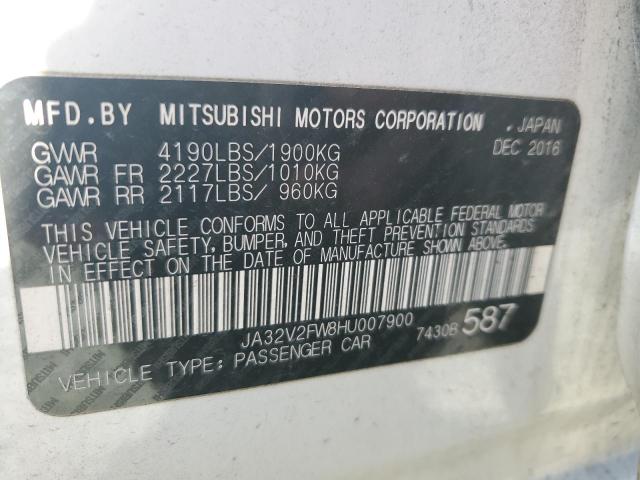 MFD.BY MITSUBISHI MOTORS CORPORATION , JAPAN
GVWR 4190LBS/1900KG DEC 2016
GAWR FR 2227LBS/1010KG
GAWR RR 2117LBS/ 960KG
THIS VEHICLE CONFORMS TO ALL APPLICABLE FEDERAL MOTOR
VEHICLE SAFETY, BUMPER, AND THEFT PREVENTION STANDARDS
IN EFFECT ON THE DATE OF MANUFACTURE SHOWN ABOVE.
JA32V2FW8HU007900 7430B 587
VEHICLE TYPE: PASSENGER CAR